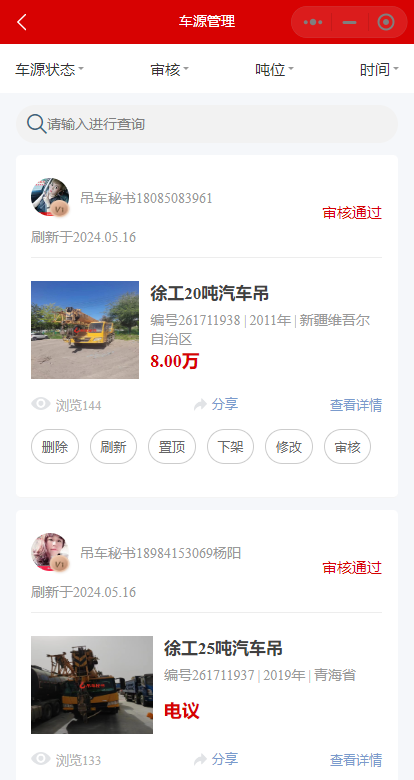 车源管理
车源状态 审核 吨位 时间
请输入进行查询
吊车秘书18085083961
审核通过
刷新于2024.05.16
徐工20吨汽车吊
编号261711938 | 2011年 | 新疆维吾尔
自治区
8.00万
浏览144 分享 查看详情
删除 刷新 置顶 下架 修改 审核
吊车秘书18984153069杨阳
审核通过
刷新于2024.05.16
徐工25吨汽车吊
编号261711937 | 2019年 | 青海省
电议
浏览133 分享 查看详情